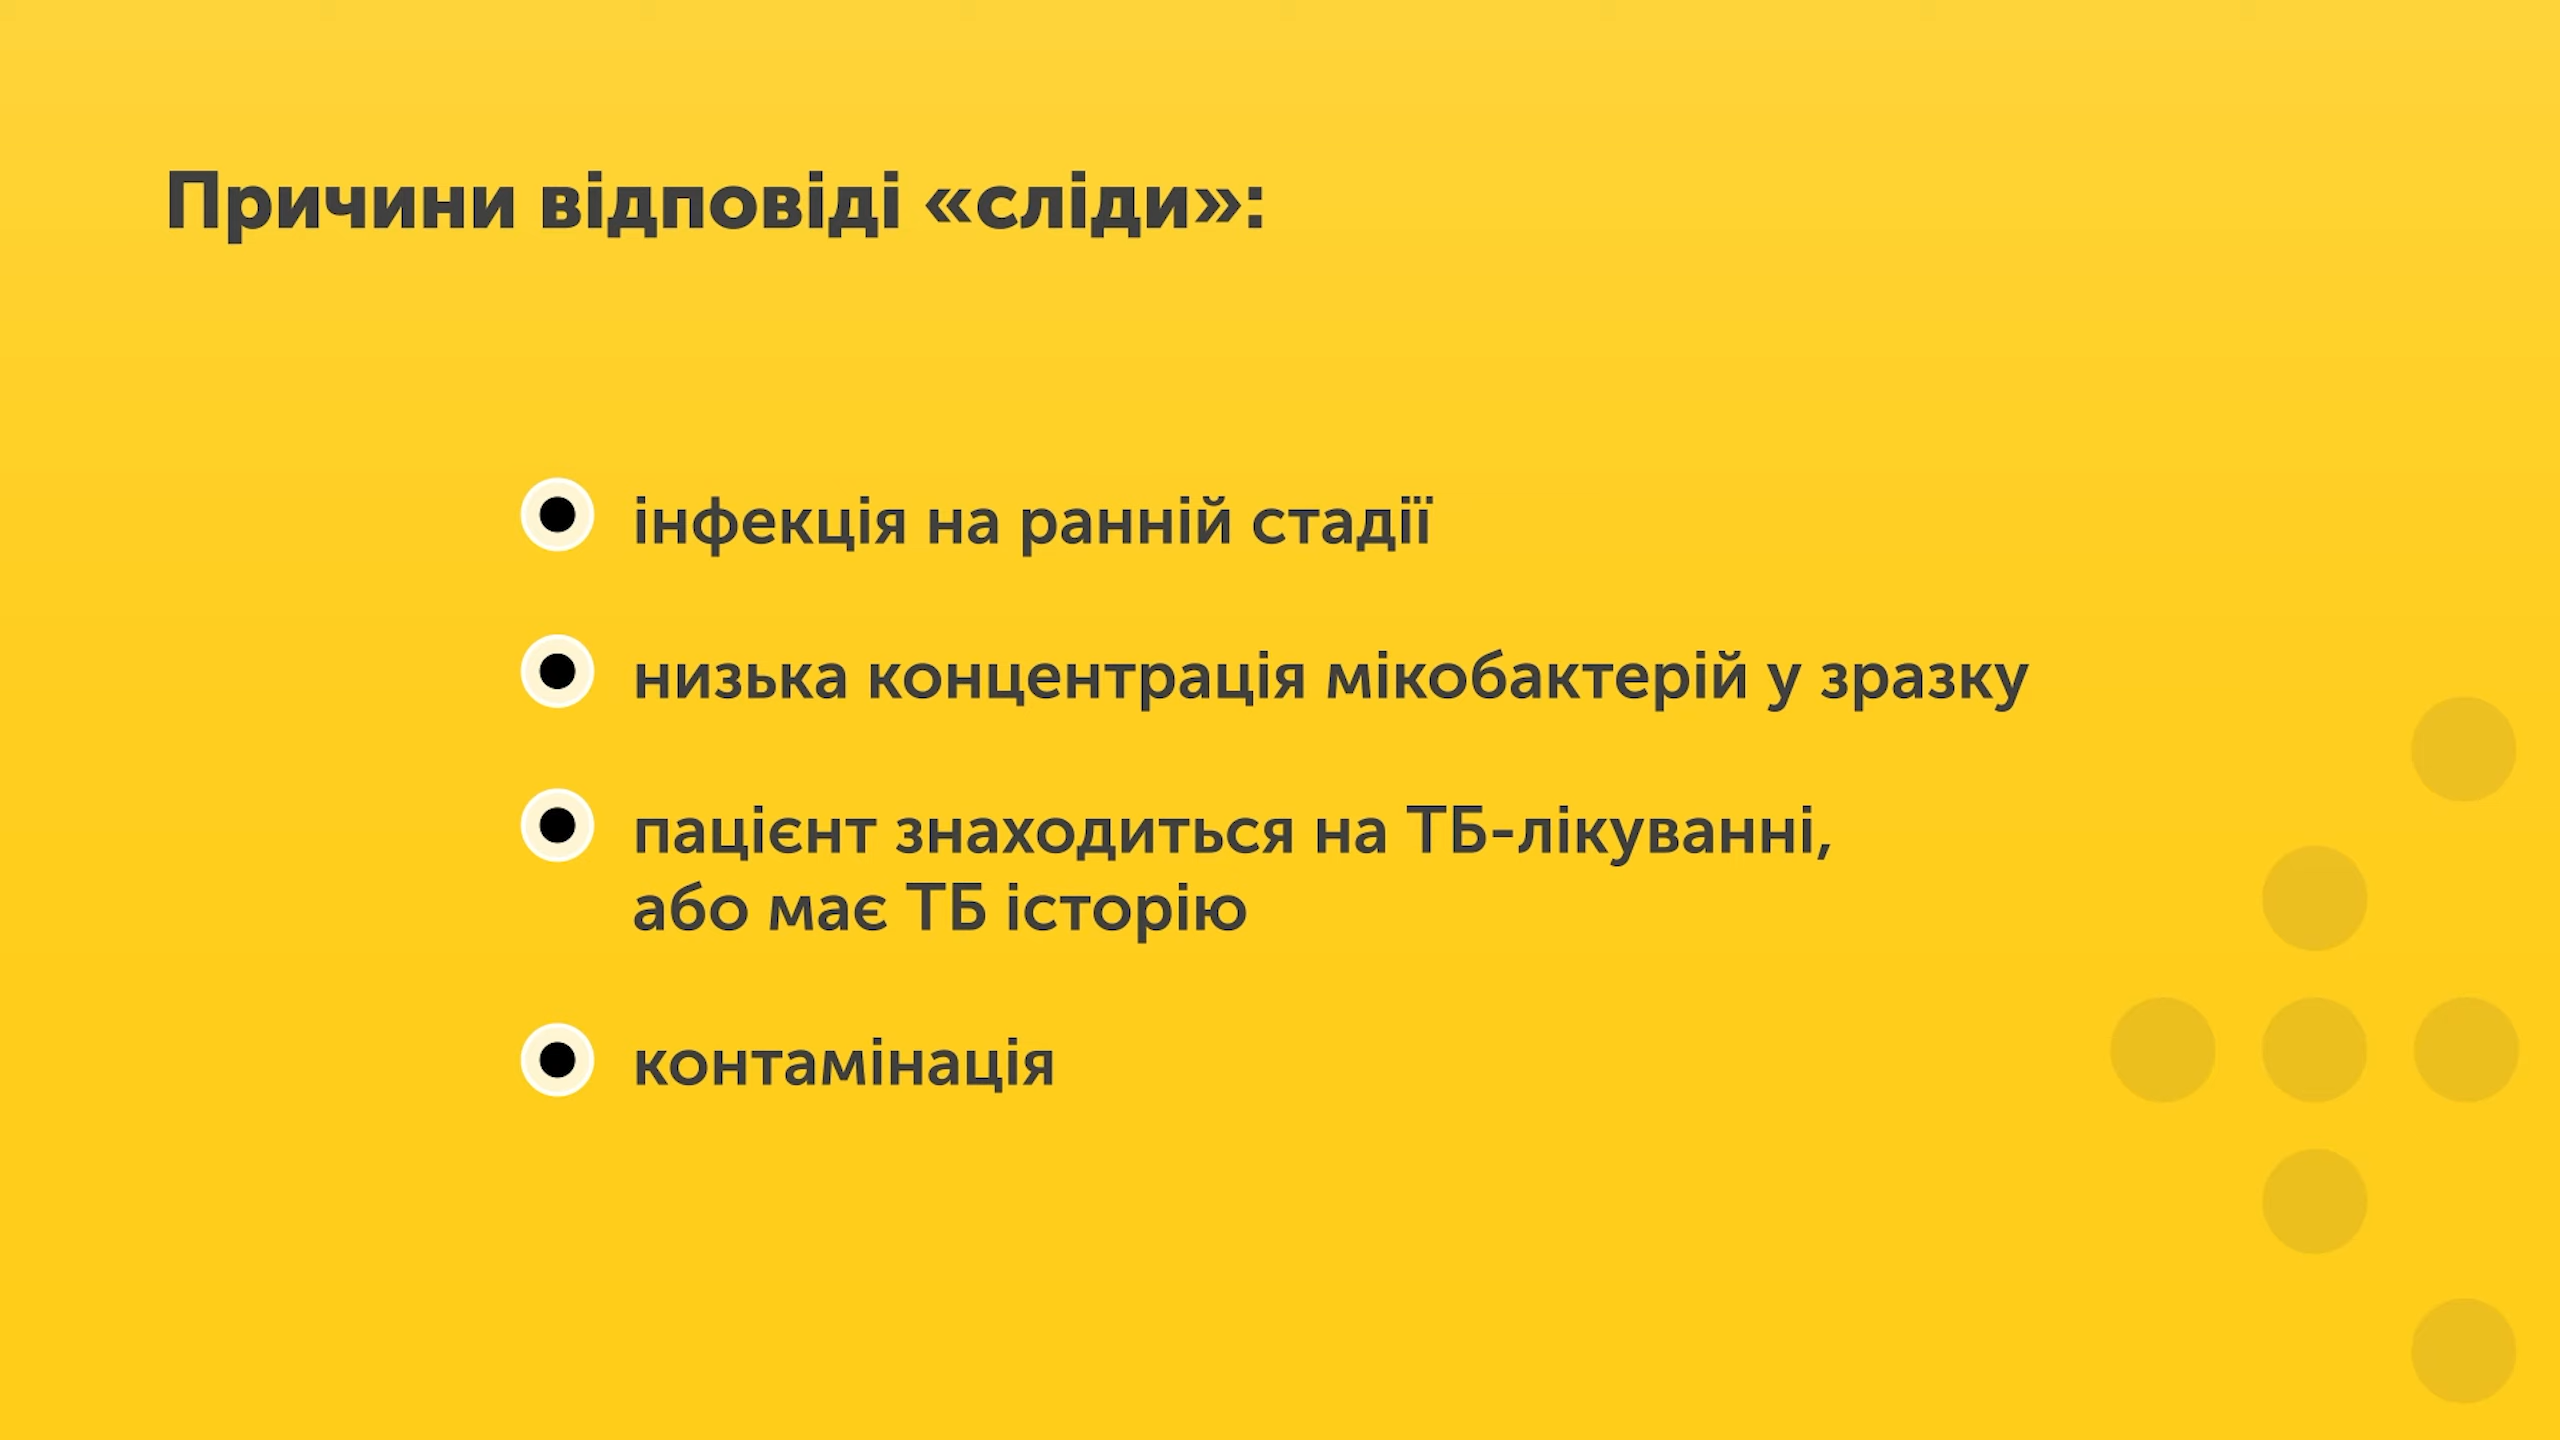 Причини відповіді «сліди»:
інфекція на ранній стадії
низька концентрація мікобактерій у зразку
пацієнт знаходиться на ТБ-лікуванні,
або має ТБ історію
контамінація